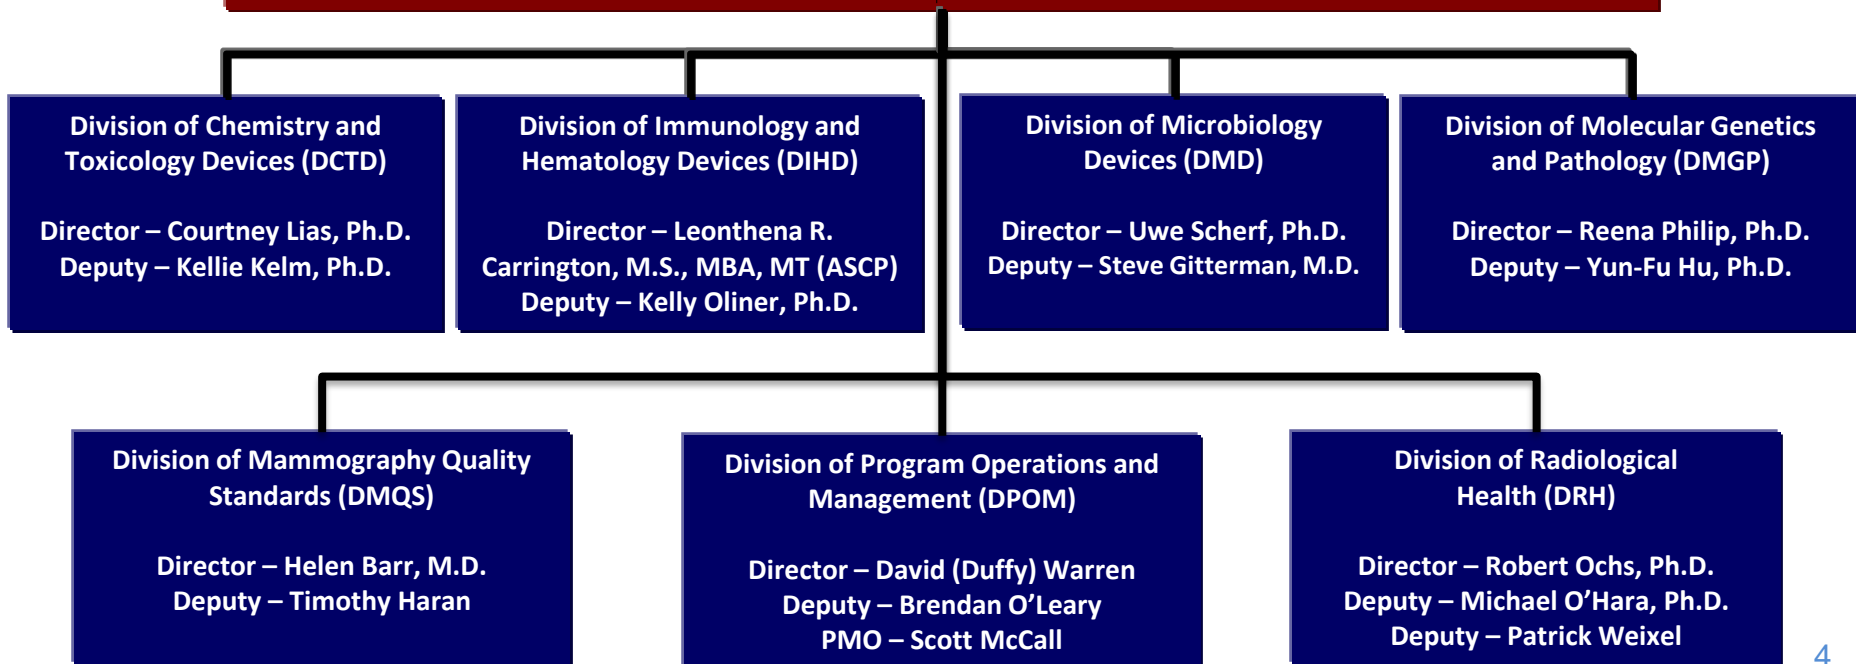 Division of Chemistry and
Toxicology Devices (DCTD)
Director – Courtney Lias, Ph.D.
Deputy – Kellie Kelm, Ph.D.
Division of Immunology and
Hematology Devices (DIHD)
Director – Leonthena R.
Carrington, M.S., MBA, MT (ASCP)
Deputy – Kelly Oliner, Ph.D.
Division of Microbiology
Devices (DMD)
Director – Uwe Scherf, Ph.D.
Deputy – Steve Gitterman, M.D.
Division of Molecular Genetics
and Pathology (DMGP)
Director – Reena Philip, Ph.D.
Deputy – Yun-Fu Hu, Ph.D.
Division of Mammography Quality
Standards (DMQS)
Director – Helen Barr, M.D.
Deputy – Timothy Haran
Division of Program Operations and
Management (DPOM)
Director – David (Duffy) Warren
Deputy – Brendan O’Leary
PMO – Scott McCall
Division of Radiological
Health (DRH)
Director – Robert Ochs, Ph.D.
Deputy – Michael O’Hara, Ph.D.
Deputy – Patrick Weixel
4